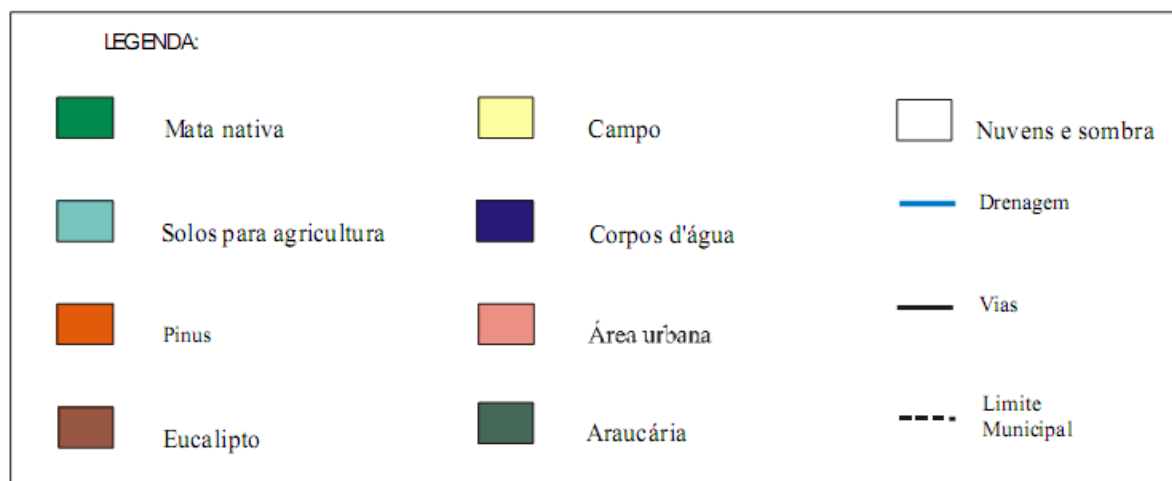 LEGENDA:
Mata nativa
Campo
Nuvens e sombra
Solos para agricultura
Corpos d'água
Drenagem
Pinus
Área urbana
Vias
Eucalipto
Araucária
Limite
Municipal